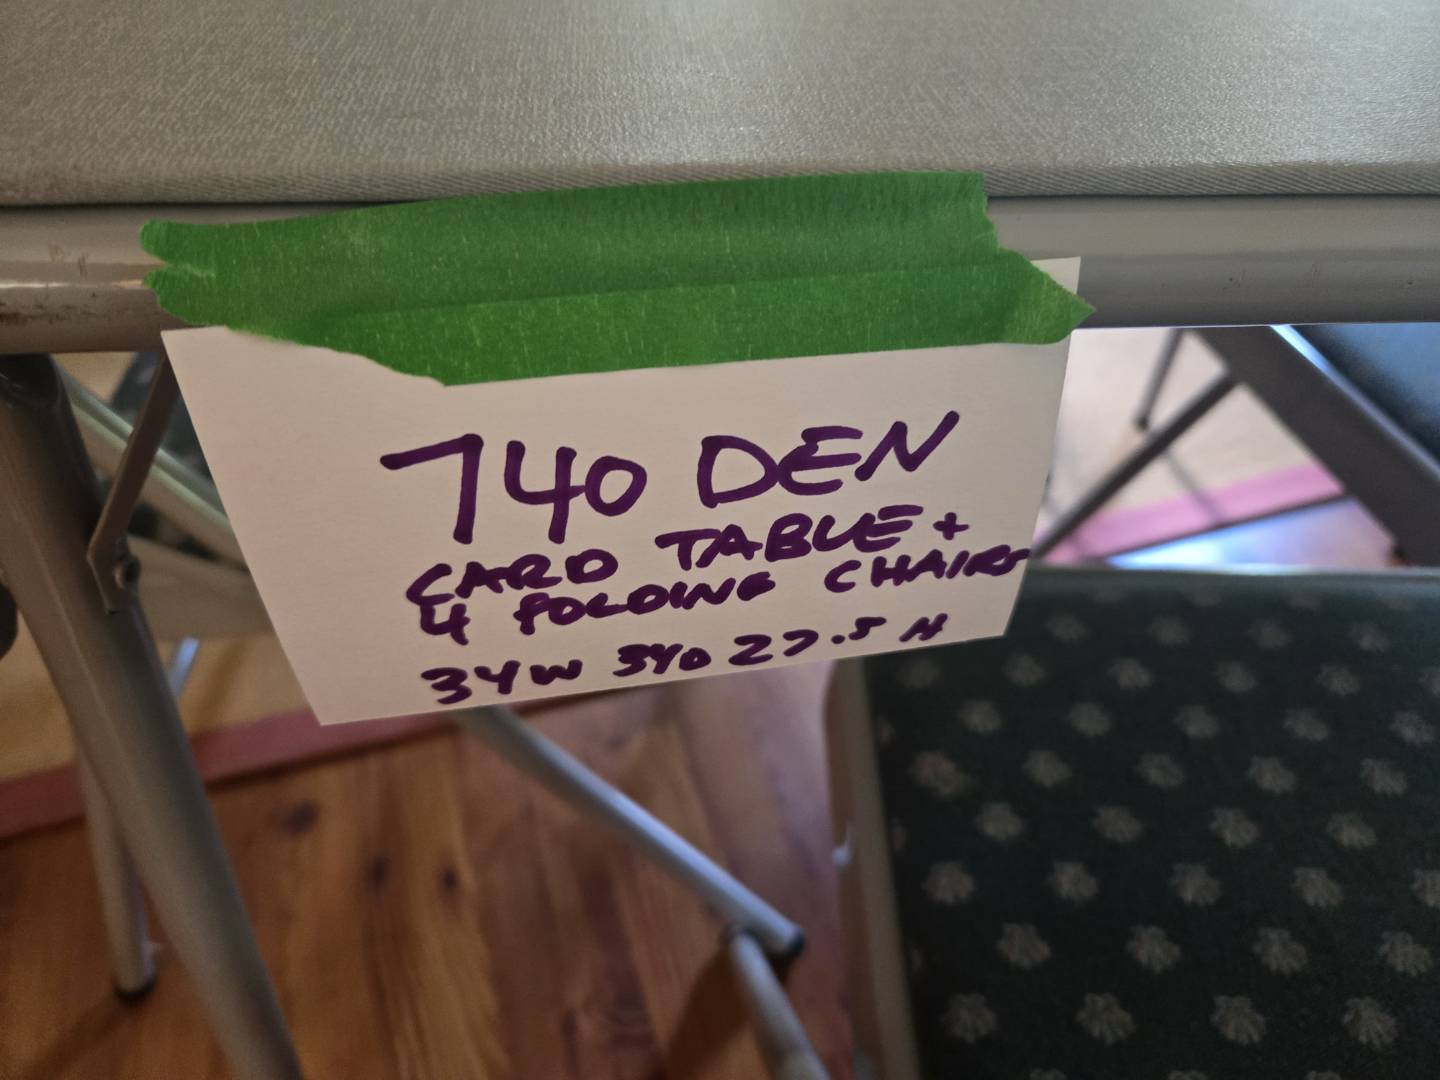 740 DEN
CARD TABLE +
4 FOLDING CHAIRS
34W 34D 27.5 H